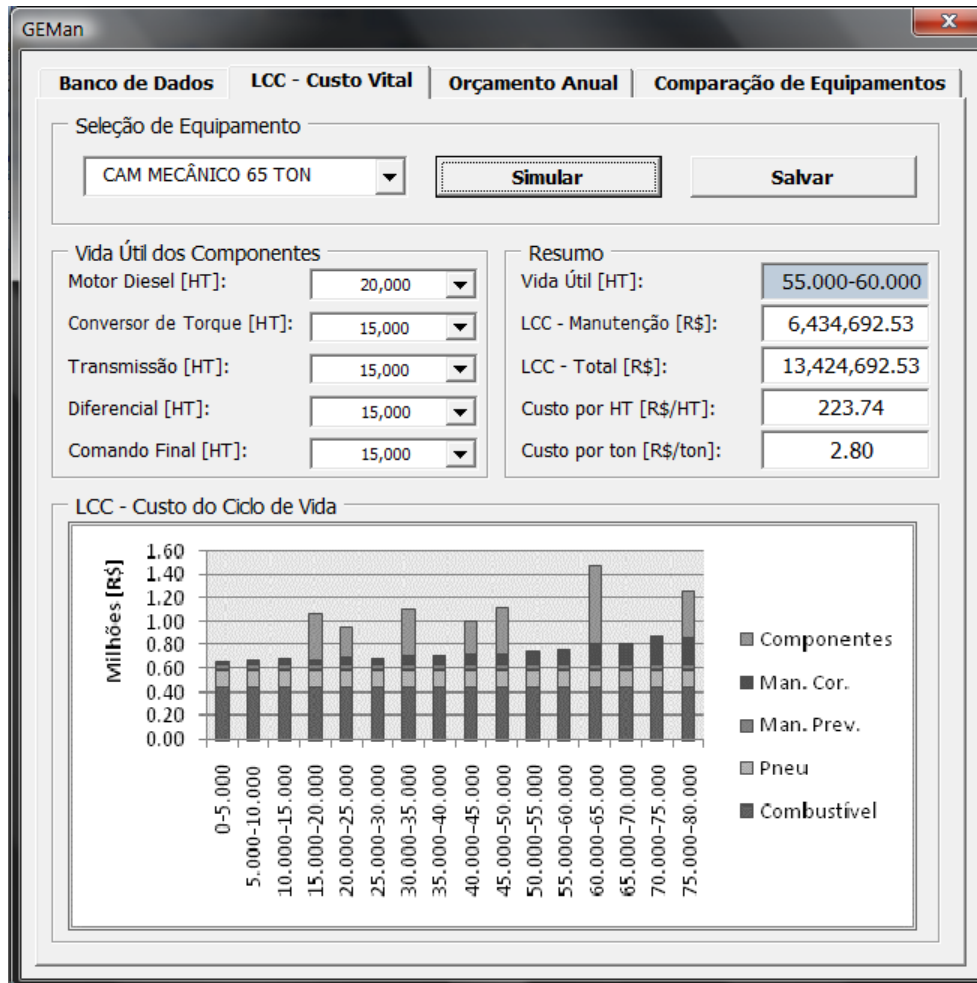 GEMan
Banco de Dados LCC - Custo Vital Orçamento Anual Comparação de Equipamentos
Seleção de Equipamento
CAM MECÂNICO 65 TON Simular Salvar
Vida Útil dos Componentes
Motor Diesel [HT]: 20,000
Conversor de Torque [HT]: 15,000
Transmissão [HT]: 15,000
Diferencial [HT]: 15,000
Comando Final [HT]: 15,000
Resumo
Vida Útil [HT]: 55.000-60.000
LCC - Manutenção [R$]: 6,434,692.53
LCC - Total [R$]: 13,424,692.53
Custo por HT [R$/HT]: 223.74
Custo por ton [R$/ton]: 2.80
LCC - Custo do Ciclo de Vida
Milhões [R$]
1.60
1.40
1.20
1.00
0.80
0.60
0.40
0.20
0.00
0-5.000
5.000-10.000
10.000-15.000
15.000-20.000
20.000-25.000
25.000-30.000
30.000-35.000
35.000-40.000
40.000-45.000
45.000-50.000
50.000-55.000
55.000-60.000
60.000-65.000
65.000-70.000
70.000-75.000
75.000-80.000
Componentes
Man. Cor.
Man. Prev.
Pneu
Combustível